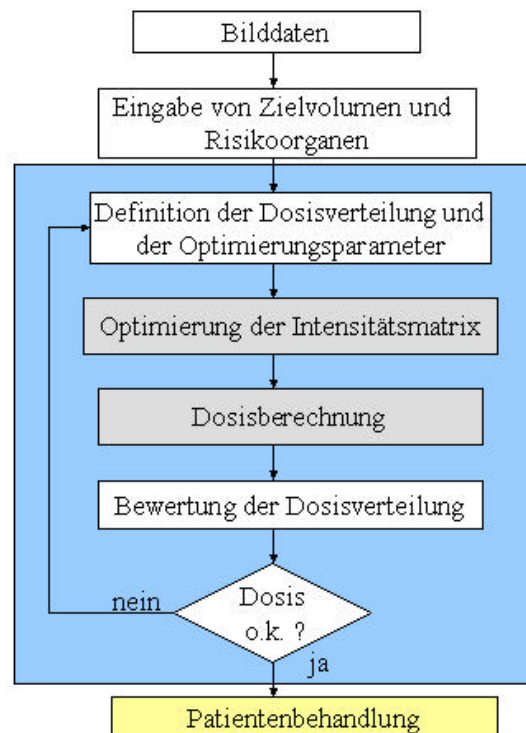 Bilddaten
Eingabe von Zielvolumen und
Risikoorganen
Definition der Dosisverteilung und
der Optimierungsparameter
Optimierung der Intensitätsmatrix
Dosisberechnung
Bewertung der Dosisverteilung
nein
Dosis
o.k. ?
ja
Patientenbehandlung